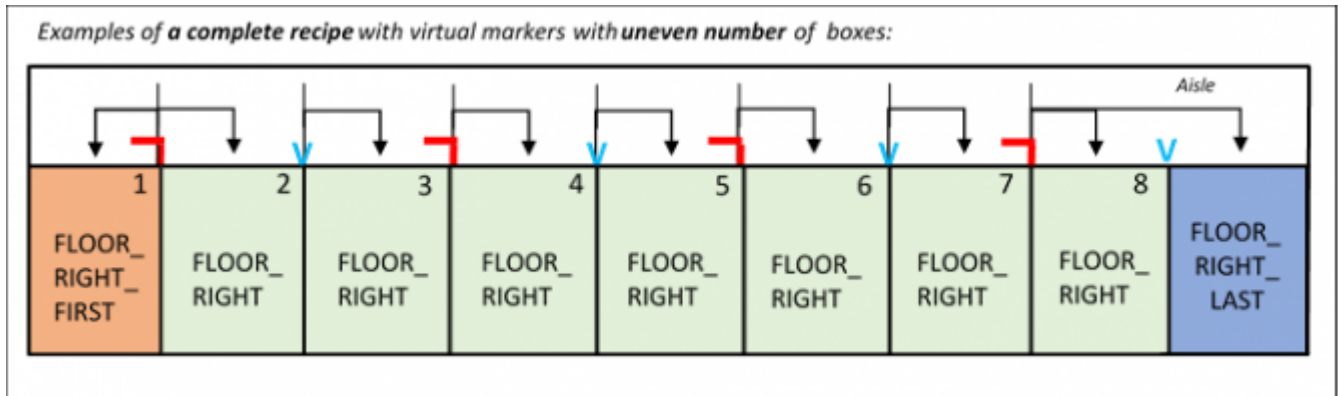 Examples of a complete recipe with virtual markers with uneven number of boxes:
Aisle
V V V V
1 2 3 4 5 6 7 8
FLOOR_
RIGHT_
FIRST
FLOOR_
RIGHT
FLOOR_
RIGHT
FLOOR_
RIGHT
FLOOR_
RIGHT
FLOOR_
RIGHT
FLOOR_
RIGHT
FLOOR_
RIGHT
FLOOR_
RIGHT_
LAST